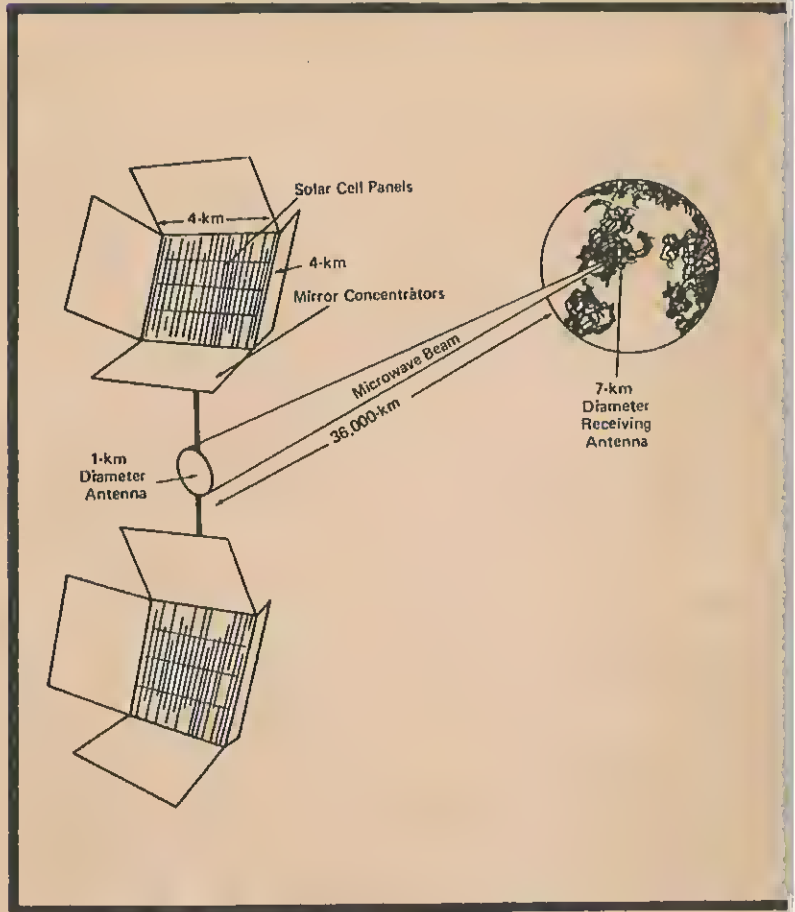 Solar Cell Panels
4-km
4-km
Mirror Concentrators
Microwave Beam
36,000-km
1-km
Diameter
Antenna
7-km
Diameter
Receiving
Antenna